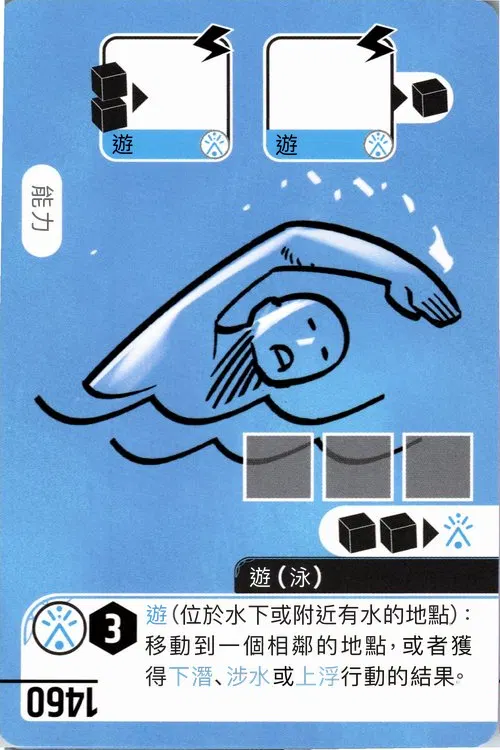 遊
遊
能力
遊(泳)
3
遊(位於水下或附近有水的地點):
移動到一個相鄰的地點,或者獲
得下潛、涉水或上浮行動的結果。
1460